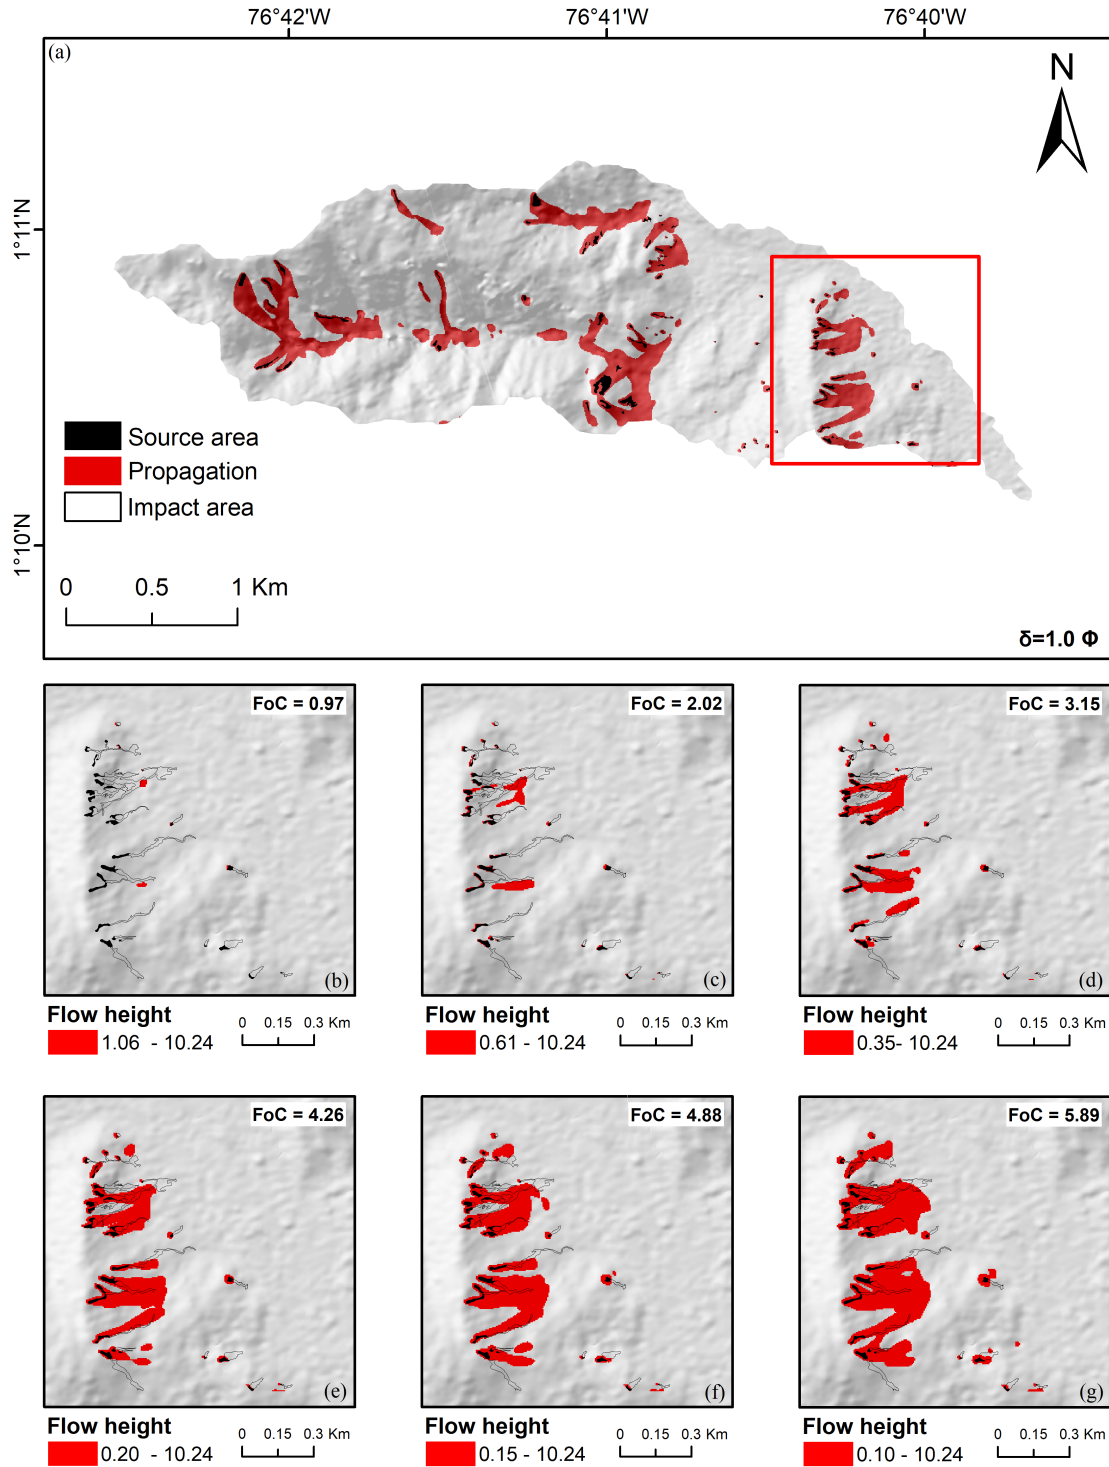 76°42'W 76°41'W 76°40'W
(a)
N
1°11'N
Source area
Propagation
Impact area
1°10'N
0 0.5 1 Km
δ=1.0 Φ
FoC = 0.97
(b)
Flow height
1.06 - 10.24
0 0.15 0.3 Km
FoC = 2.02
(c)
Flow height
0.61 - 10.24
0 0.15 0.3 Km
FoC = 3.15
(d)
Flow height
0.35- 10.24
0 0.15 0.3 Km
FoC = 4.26
(e)
Flow height
0.20 - 10.24
0 0.15 0.3 Km
FoC = 4.88
(f)
Flow height
0.15 - 10.24
0 0.15 0.3 Km
FoC = 5.89
(g)
Flow height
0.10 - 10.24
0 0.15 0.3 Km